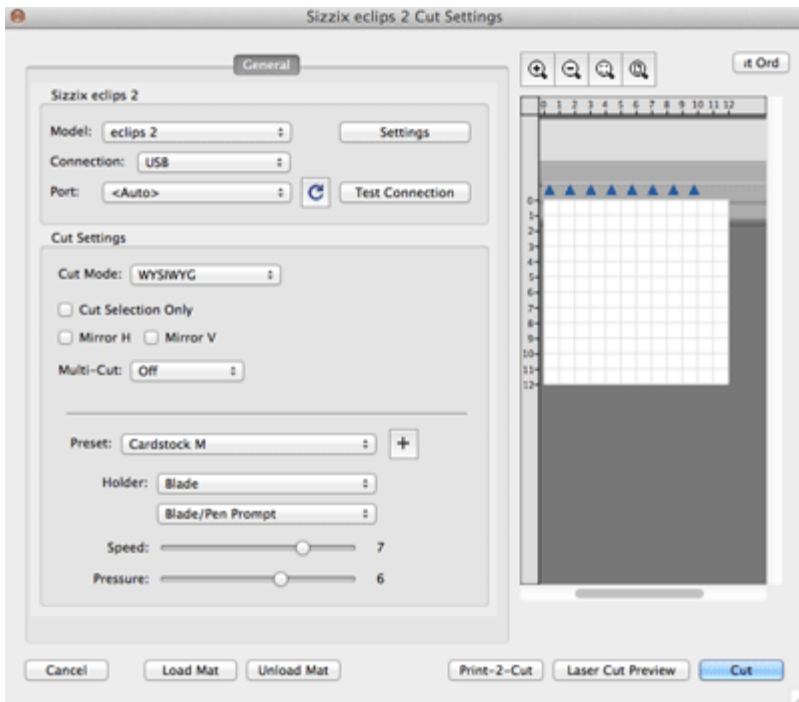 Sizzix eclips 2 Cut Settings
General
ıt Ord
Sizzix eclips 2
Model: eclips 2 Settings
Connection: USB
Port: <Auto> Test Connection
Cut Settings
Cut Mode: WYSIWYG
Cut Selection Only
Mirror H Mirror V
Multi-Cut: Off
Preset: Cardstock M +
Holder: Blade
Blade/Pen Prompt
Speed: 7
Pressure: 6
0 1 2 3 4 5 6 7 8 9 10 11 12
0
1
2
3
4
5
6
7
8
9
10
11
12
Cancel Load Mat Unload Mat Print-2-Cut Laser Cut Preview Cut